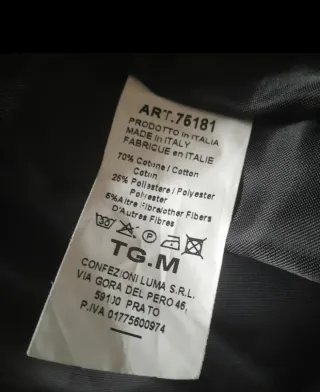 ART.75181
PRODOTTO in ITALIA
MADE in ITALY
FABRIQUE en ITALIE
70% Cotone / Cotton
Coton
25% Poliestere / Polyester
Polyester
5%Altre Fibre/other Fibers
D'Autres Fibres
P
TG.M
CONFEZIONI LUMA S.R.L.
VIA GORA DEL PERO 46,
59100 PRATO
P.IVA 01775600974